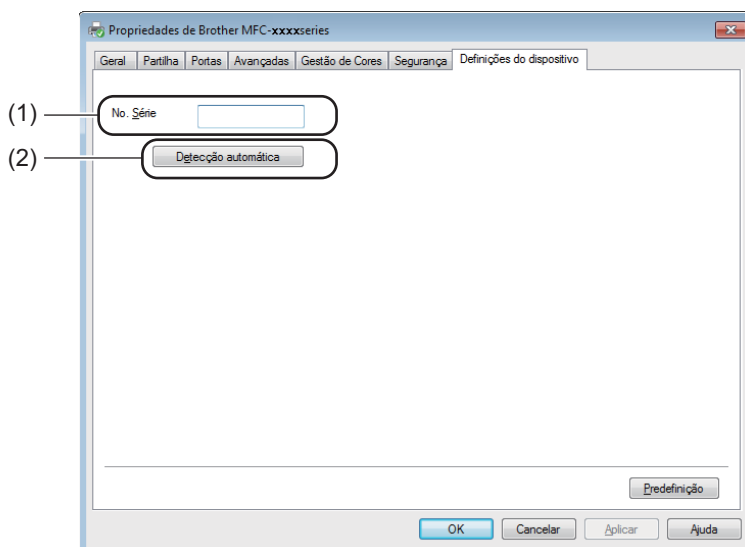 Propriedades de Brother MFC-xxxxseries
Geral Partilha Portas Avançadas Gestão de Cores Segurança Definições do dispositivo
(1)
No. Série
(2)
Detecção automática
Predefinição
OK Cancelar Aplicar Ajuda